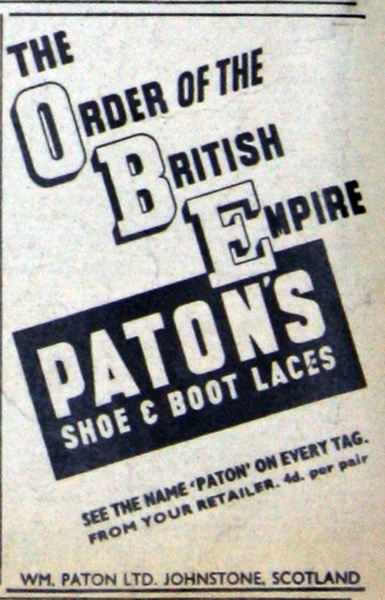 THE
ORDER OF THE
BRITISH
EMPIRE
PATON'S
SHOE & BOOT LACES
SEE THE NAME 'PATON' ON EVERY TAG.
FROM YOUR RETAILER. 4d. per pair
WM. PATON LTD. JOHNSTONE, SCOTLAND